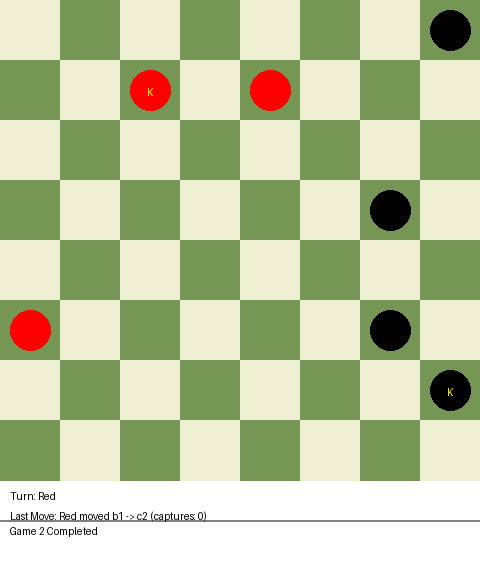 K
K
Turn: Red
Last Move: Red moved b1 -> c2 (captures: 0)
Game 2 Completed